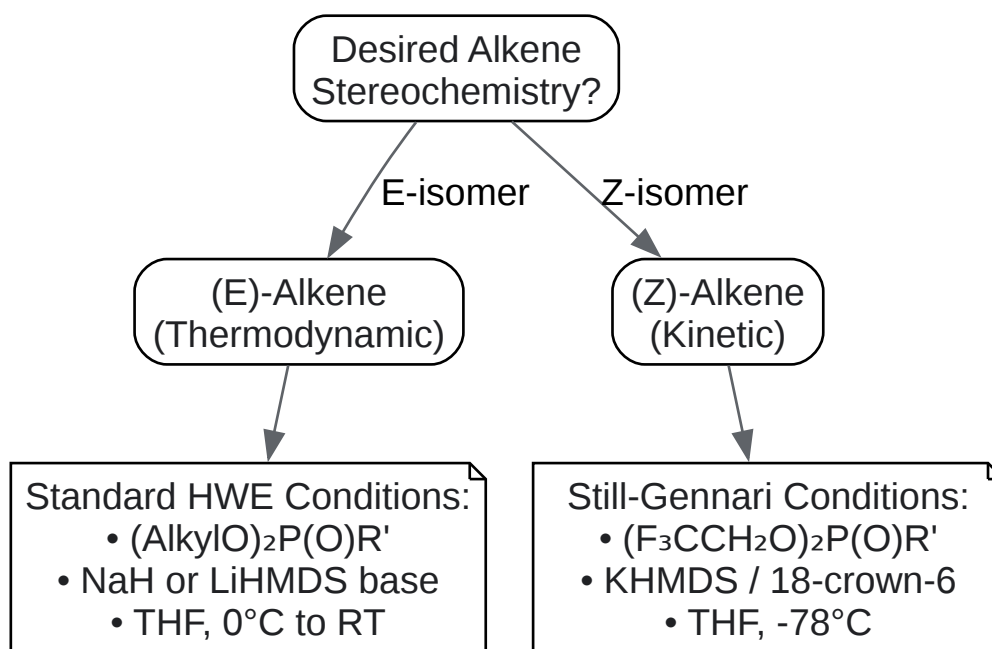 Desired Alkene
Stereochemistry?
E-isomer
Z-isomer
(E)-Alkene
(Thermodynamic)
(Z)-Alkene
(Kinetic)
Standard HWE Conditions:
• (AlkylO)₂P(O)R'
• NaH or LiHMDS base
• THF, 0°C to RT
Still-Gennari Conditions:
• (F₃CCH₂O)₂P(O)R'
• KHMDS / 18-crown-6
• THF, -78°C